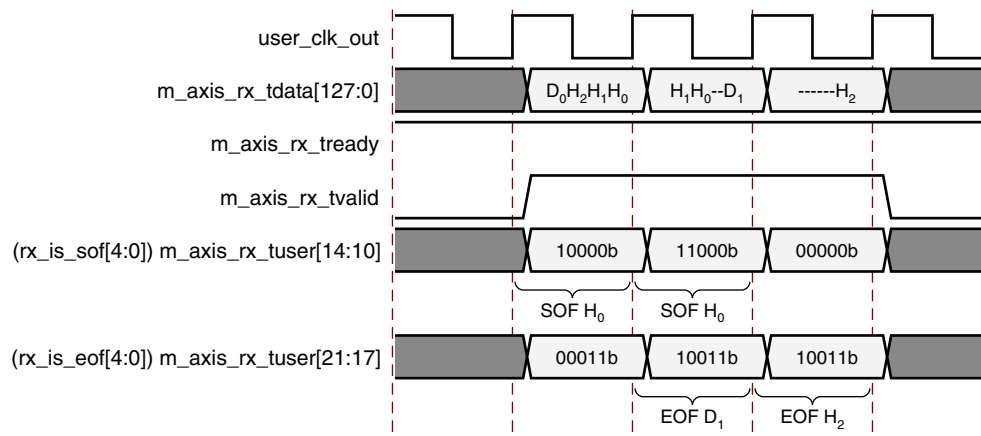 user_clk_out
m_axis_rx_tdata[127:0] D₀H₂H₁H₀ H₁H₀--D₁ ------H₂
m_axis_rx_tready
m_axis_rx_tvalid
(rx_is_sof[4:0]) m_axis_rx_tuser[14:10] 10000b 11000b 00000b
SOF H₀ SOF H₀
(rx_is_eof[4:0]) m_axis_rx_tuser[21:17] 00011b 10011b 10011b
EOF D₁ EOF H₂